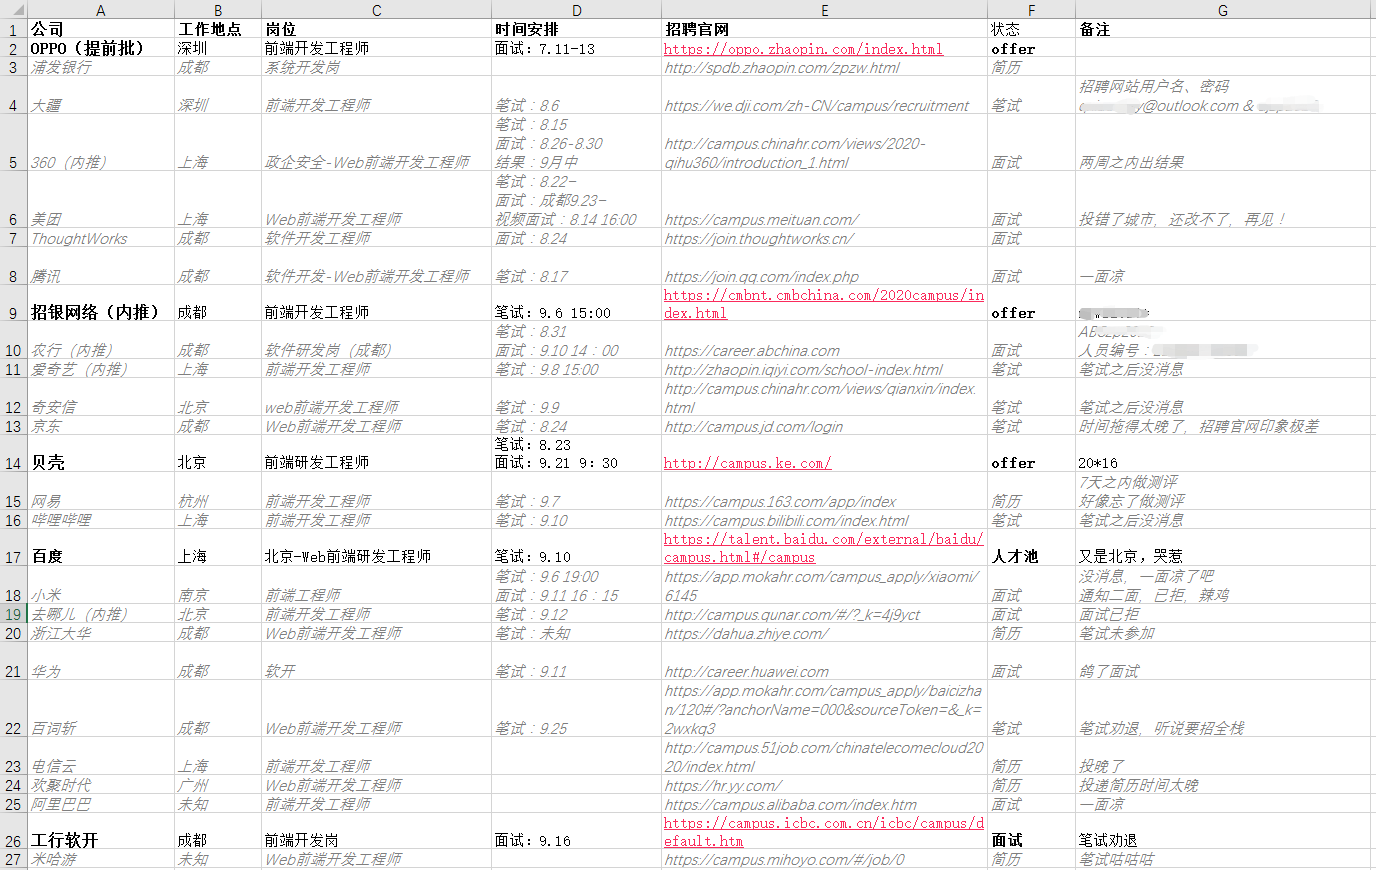 A B C D E F G
1 公司 工作地点 岗位 时间安排 招聘官网 状态 备注
2 OPPO（提前批） 深圳 前端开发工程师 面试：7.11-13 https://oppo.zhaopin.com/index.html offer
3 浦发银行 成都 系统开发岗 http://spdb.zhaopin.com/zpzw.html 简历
招聘网站用户名、密码
4 大疆 深圳 前端开发工程师 笔试：8.6 https://we.dji.com/zh-CN/campus/recruitment 笔试 @outlook.com &
笔试：8.15
面试：8.26-8.30 http://campus.chinahr.com/views/2020-
5 360（内推） 上海 政企安全-Web前端开发工程师 结果：9月中 qihu360/introduction_1.html 面试 两周之内出结果
笔试：8.22-
面试：成都9.23-
6 美团 上海 Web前端开发工程师 视频面试：8.14 16:00 https://campus.meituan.com/ 面试 投错了城市，还改不了，再见！
7 ThoughtWorks 成都 软件开发工程师 面试：8.24 https://join.thoughtworks.cn/ 面试
8 腾讯 成都 软件开发-Web前端开发工程师 笔试：8.17 https://join.qq.com/index.php 面试 一面凉
https://cmbnt.cmbchina.com/2020campus/in
9 招银网络（内推） 成都 前端开发工程师 笔试：9.6 15:00 dex.html offer
笔试：8.31
10 农行（内推） 成都 软件研发岗（成都） 面试：9.10 14：00 https://career.abchina.com 面试 人员编号：
11 爱奇艺（内推） 上海 前端开发工程师 笔试：9.8 15:00 http://zhaopin.iqiyi.com/school-index.html 笔试 笔试之后没消息
http://campus.chinahr.com/views/qianxin/index.
12 奇安信 北京 web前端开发工程师 笔试：9.9 html 笔试 笔试之后没消息
13 京东 成都 Web前端开发工程师 笔试：8.24 http://campus.jd.com/login 笔试 时间拖得太晚了，招聘官网印象极差
笔试：8.23
14 贝壳 北京 前端研发工程师 面试：9.21 9：30 http://campus.ke.com/ offer 20*16
7天之内做测评
15 网易 杭州 前端开发工程师 笔试：9.7 https://campus.163.com/app/index 简历 好像忘了做测评
16 哔哩哔哩 上海 前端开发工程师 笔试：9.10 https://campus.bilibili.com/index.html 笔试 笔试之后没消息
https://talent.baidu.com/external/baidu/
17 百度 上海 北京-Web前端研发工程师 笔试：9.10 campus.html#/campus 人才池 又是北京，哭惹
笔试：9.6 19:00 https://app.mokahr.com/campus_apply/xiaomi/ 没消息，一面凉了吧
18 小米 南京 前端工程师 面试：9.11 16：15 6145 面试 通知二面，已拒，辣鸡
19 去哪儿（内推） 北京 前端开发工程师 笔试：9.12 http://campus.qunar.com/#/?_k=4j9yct 面试 面试已拒
20 浙江大华 成都 Web前端开发工程师 笔试：未知 https://dahua.zhiye.com/ 简历 笔试未参加
21 华为 成都 软开 笔试：9.11 http://career.huawei.com 面试 鸽了面试
https://app.mokahr.com/campus_apply/baicizha
n/120#/?anchorName=000&sourceToken=&_k=
22 百词斩 成都 Web前端开发工程师 笔试：9.25 2wxkq3 笔试 笔试劝退，听说要招全栈
http://campus.51job.com/chinatelecomecloud20
23 电信云 上海 前端开发工程师 20/index.html 简历 投晚了
24 欢聚时代 广州 Web前端开发工程师 https://hr.yy.com/ 简历 投递简历时间太晚
25 阿里巴巴 未知 前端开发工程师 https://campus.alibaba.com/index.htm 面试 一面凉
https://campus.icbc.com.cn/icbc/campus/d
26 工行软开 成都 前端开发岗 面试：9.16 efault.htm 面试 笔试劝退
27 米哈游 未知 Web前端开发工程师 https://campus.mihoyo.com/#/job/0 简历 笔试咕咕咕